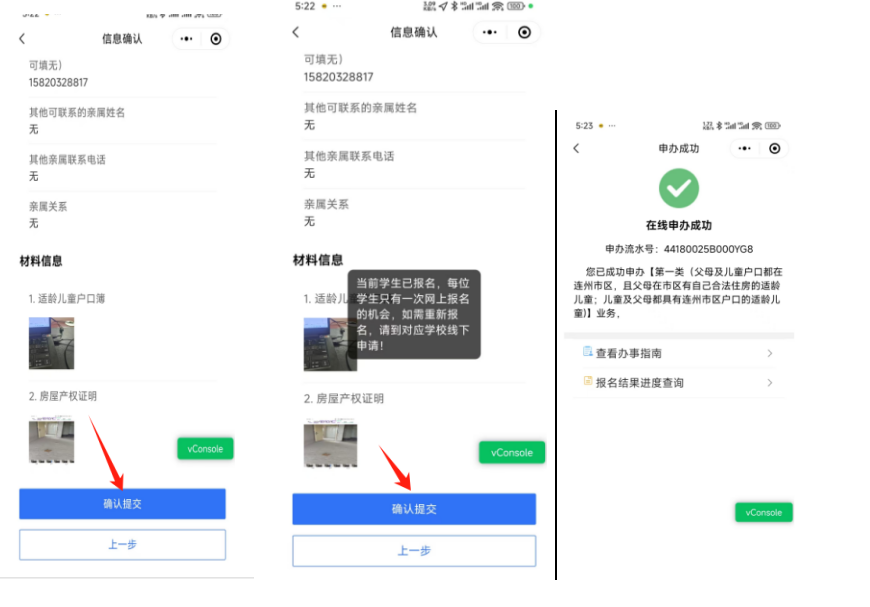 信息确认
可填无)
15820328817
其他可联系的亲属姓名
无
其他亲属联系电话
无
亲属关系
无
材料信息
1. 适龄儿童户口簿
2. 房屋产权证明
vConsole
确认提交
上一步
5:22
信息确认
可填无)
15820328817
其他可联系的亲属姓名
无
其他亲属联系电话
无
亲属关系
无
材料信息
当前学生已报名，每位
学生只有一次网上报名
的机会，如需重新报
名，请到对应学校线下
申请！
1. 适龄儿
2. 房屋产权证明
vConsole
确认提交
上一步
5:23
申办成功
在线申办成功
申办流水号：44180025B000YG8
您已成功申办【第一类（父母及儿童户口都在
连州市区，且父母在市区有自己合法住房的适龄
儿童；儿童及父母都具有连州市区户口的适龄儿
童)】业务，
查看办事指南
报名结果进度查询
vConsole